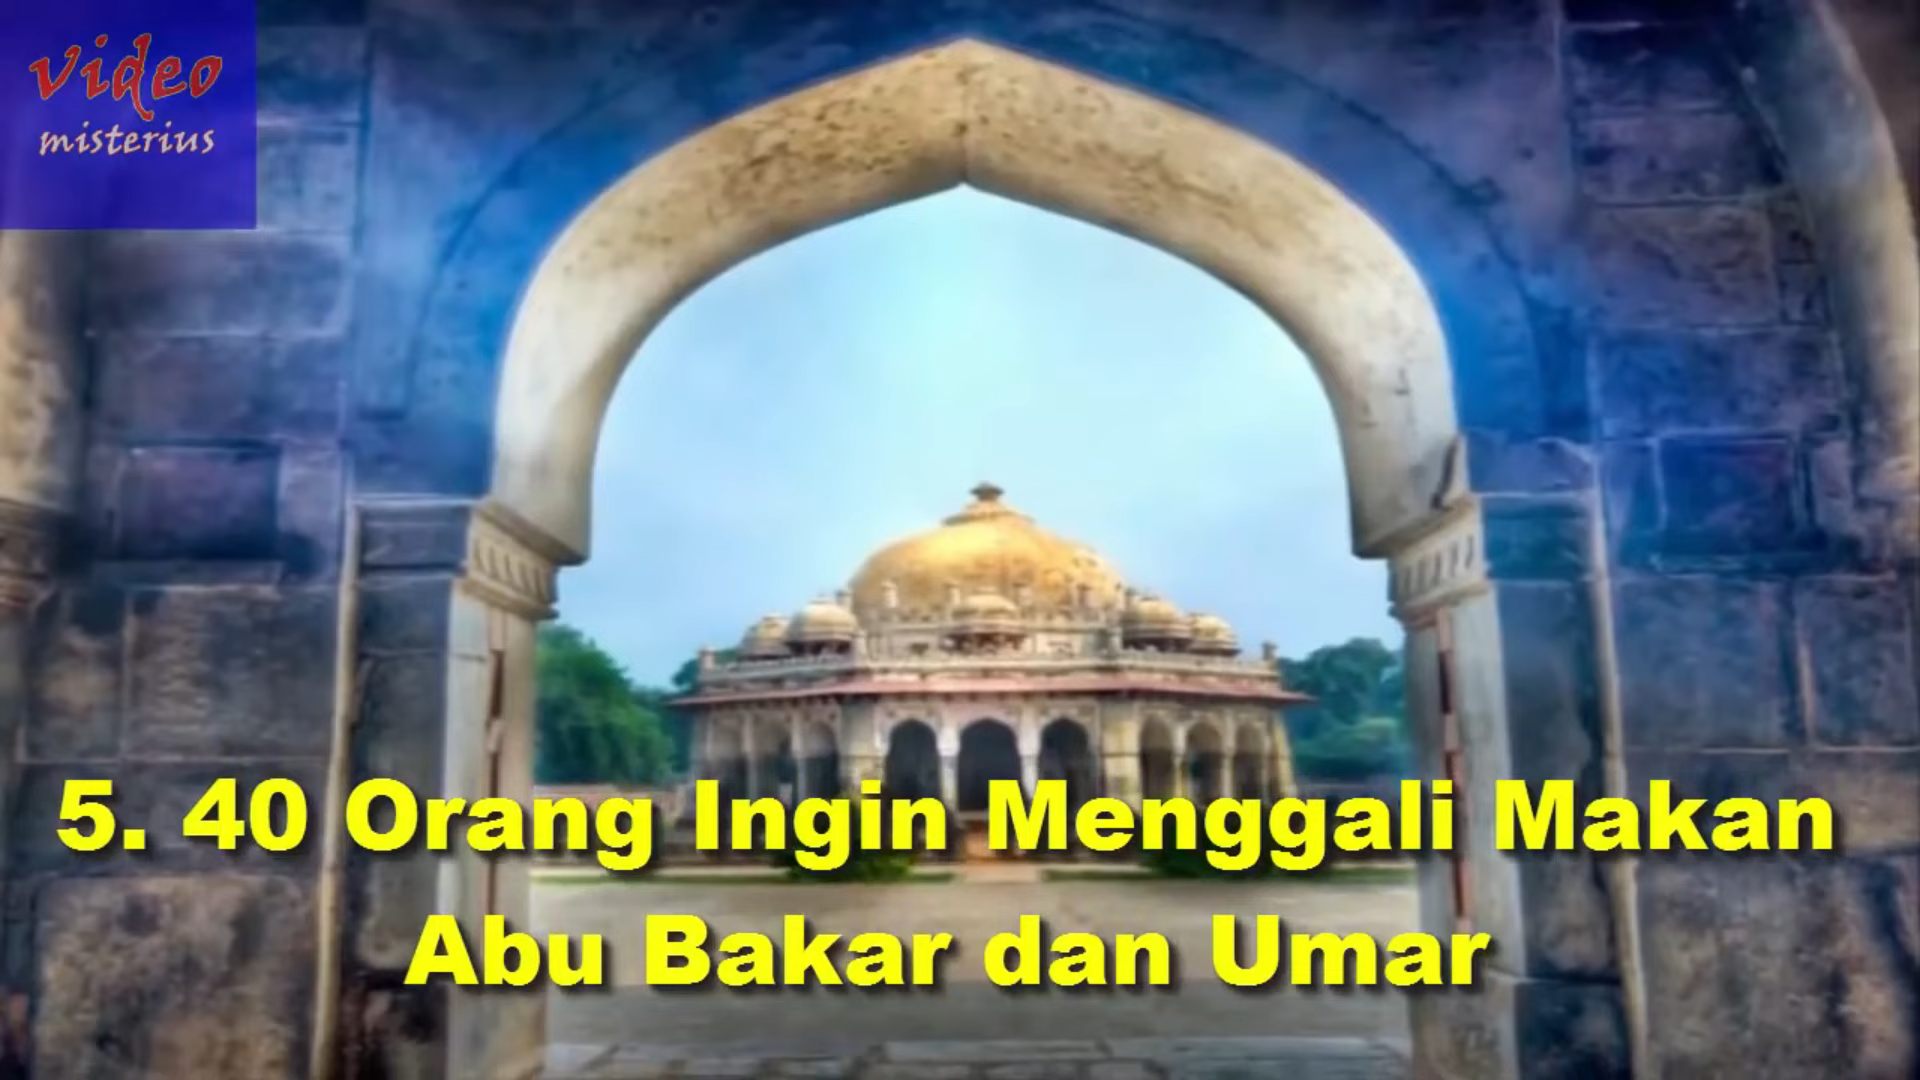 Video
misterius
5. 40 Orang Ingin Menggali Makan
Abu Bakar dan Umar